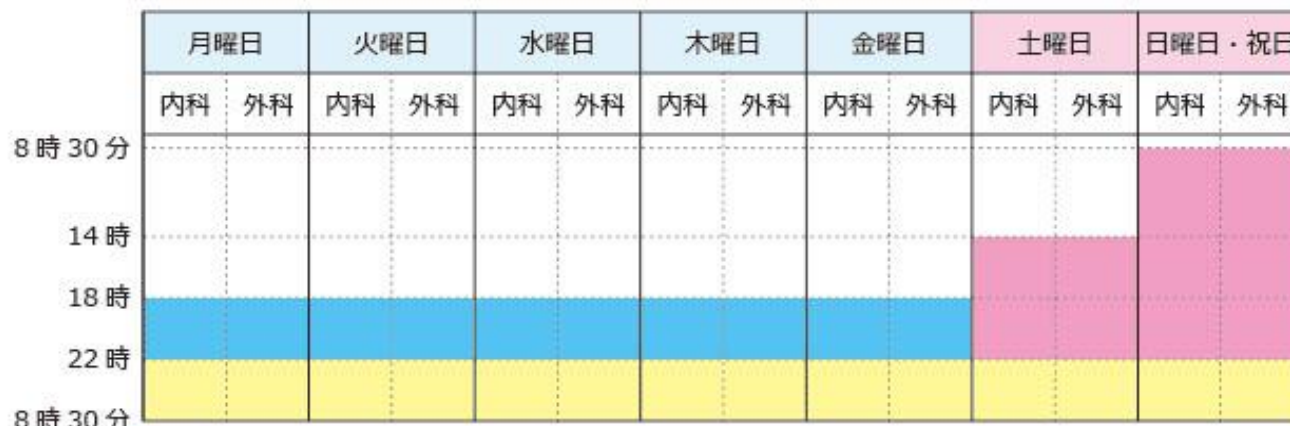 月曜日 火曜日 水曜日 木曜日 金曜日 土曜日 日曜日・祝日
内科 外科 内科 外科 内科 外科 内科 外科 内科 外科 内科 外科 内科 外科
8時30分
14時
18時
22時
8時30分